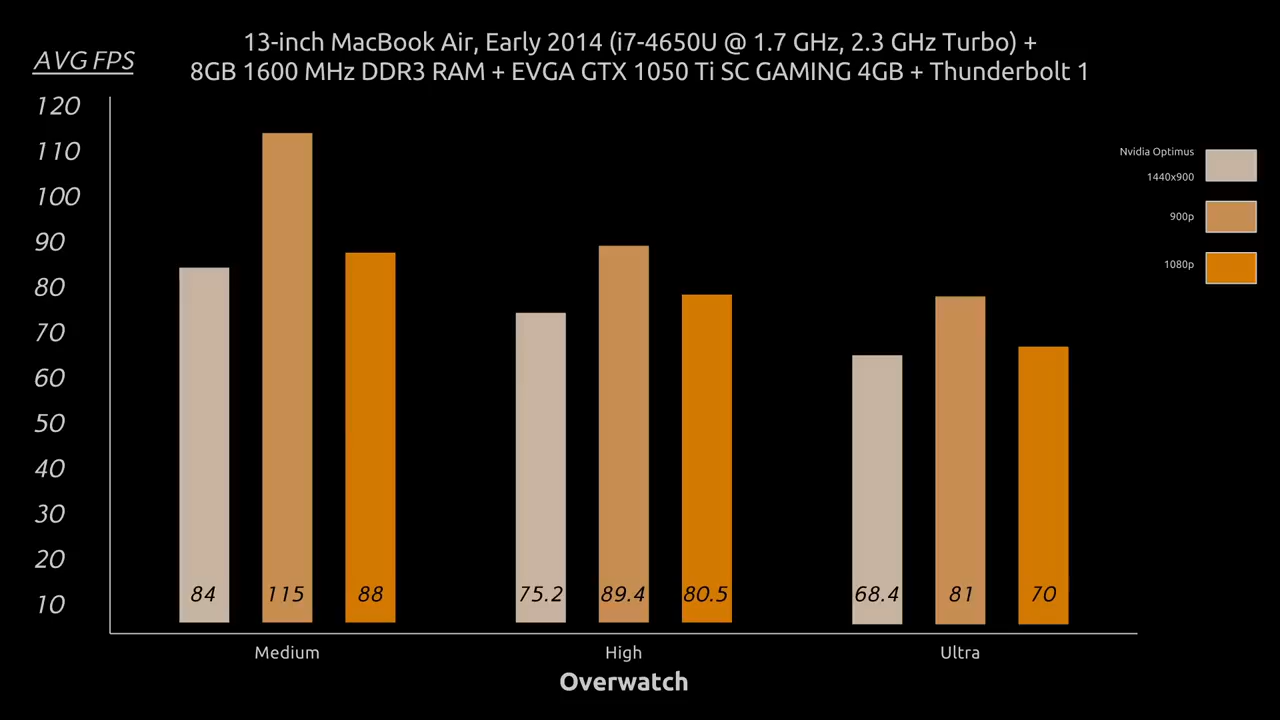 13-inch MacBook Air, Early 2014 (i7-4650U @ 1.7 GHz, 2.3 GHz Turbo) +
8GB 1600 MHz DDR3 RAM + EVGA GTX 1050 Ti SC GAMING 4GB + Thunderbolt 1
AVG FPS
120
110
100
90
80
70
60
50
40
30
20
10
Nvidia Optimus
1440x900
900p
1080p
84 115 88 75.2 89.4 80.5 68.4 81 70
Medium High Ultra
Overwatch